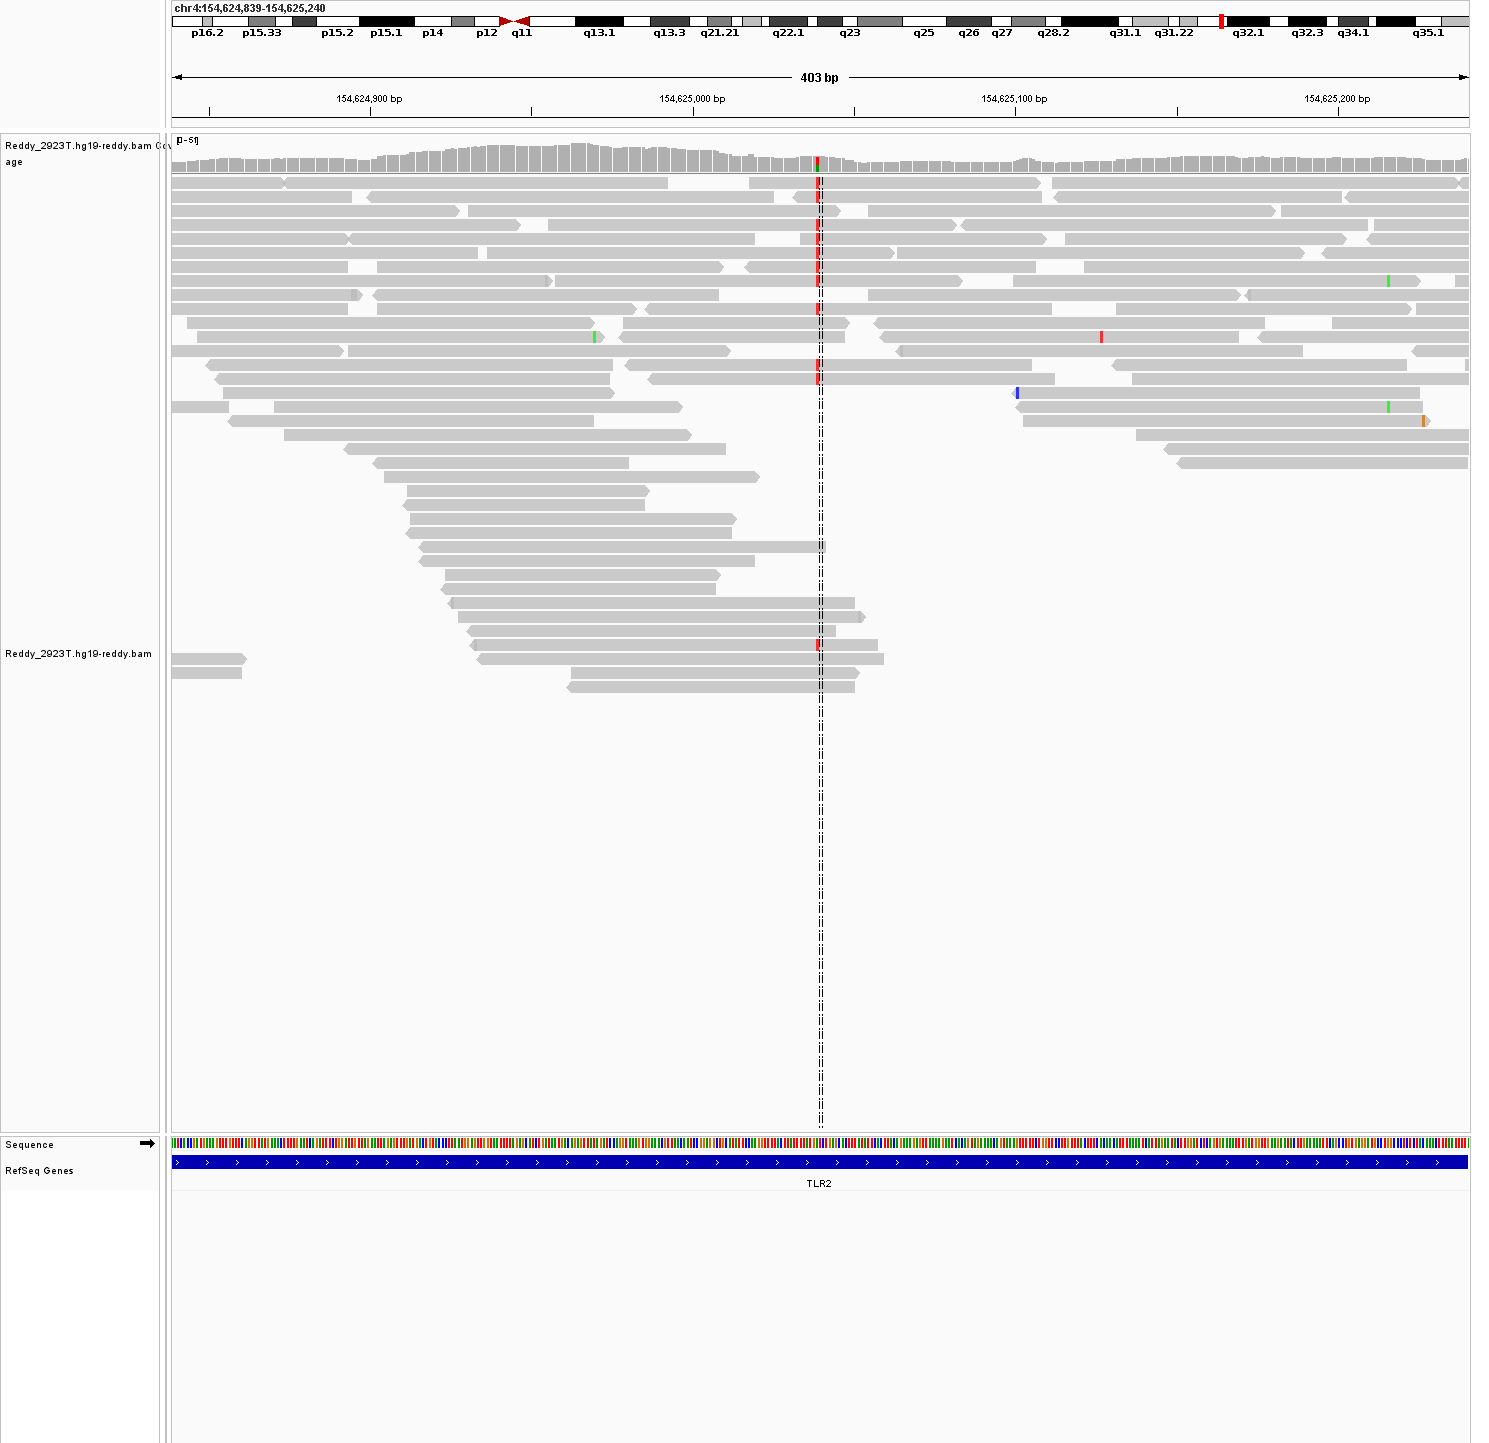 chr4:154,624,839-154,625,240
p16.2 p15.33 p15.2 p15.1 p14 p12 q11 q13.1 q13.3 q21.21 q22.1 q23 q25 q26 q27 q28.2 q31.1 q31.22 q32.1 q32.3 q34.1 q35.1
403 bp
154,624,900 bp 154,625,000 bp 154,625,100 bp 154,625,200 bp
[0-51]
Reddy_2923T.hg19-reddy.bam Cov
age
Reddy_2923T.hg19-reddy.bam
Sequence
RefSeq Genes
TLR2